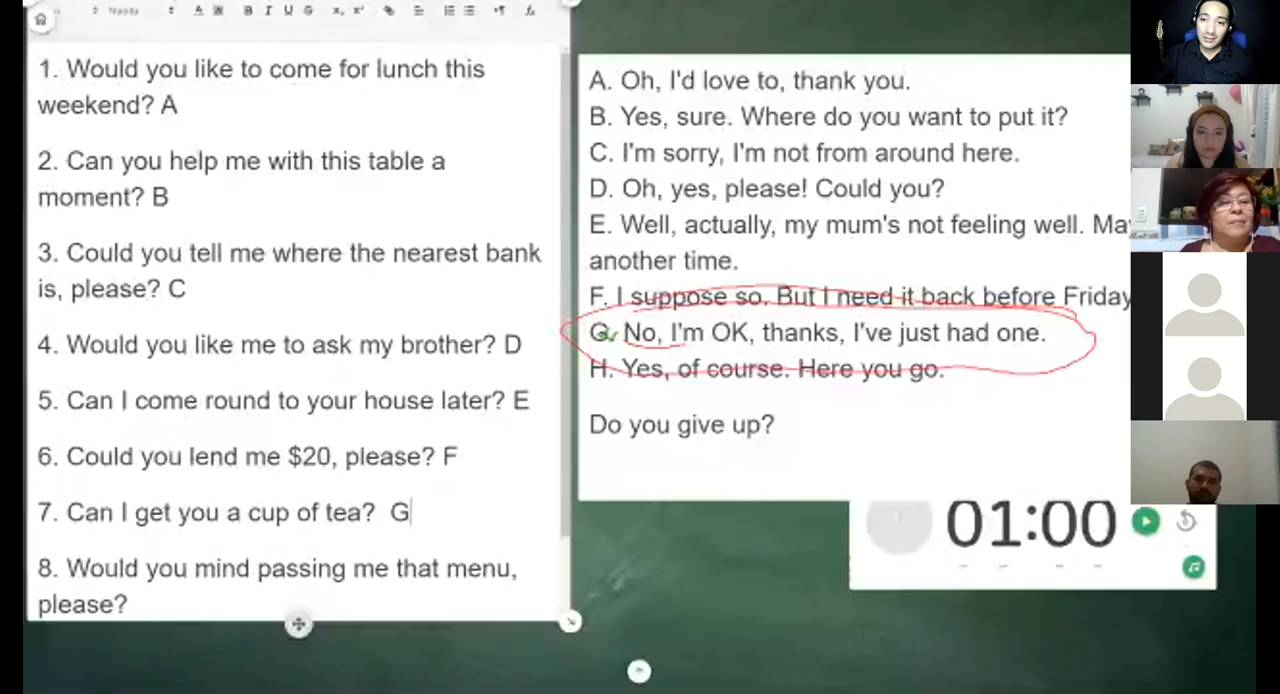 B I U
1. Would you like to come for lunch this
weekend? A
2. Can you help me with this table a
moment? B
3. Could you tell me where the nearest bank
is, please? C
4. Would you like me to ask my brother? D
5. Can I come round to your house later? E
6. Could you lend me $20, please? F
7. Can I get you a cup of tea?  G
8. Would you mind passing me that menu,
please?
A. Oh, I'd love to, thank you.
B. Yes, sure. Where do you want to put it?
C. I'm sorry, I'm not from around here.
D. Oh, yes, please! Could you?
E. Well, actually, my mum's not feeling well. Ma
another time.
F. I suppose so. But I need it back before Friday
G. No, I'm OK, thanks, I've just had one.
H. Yes, of course. Here you go.
Do you give up?
01:00